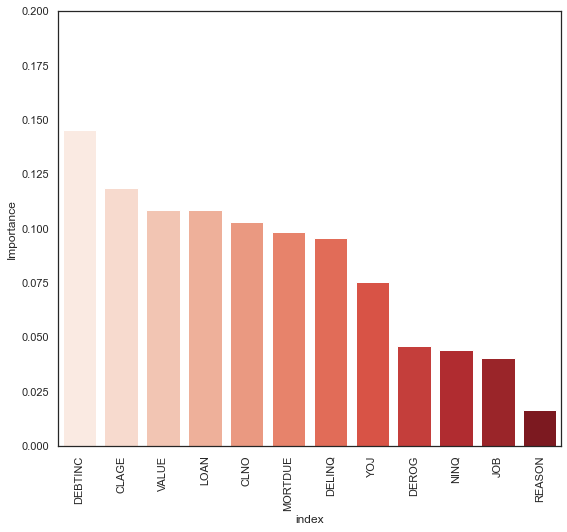 0.200
0.175
0.150
0.125
0.100
0.075
0.050
0.025
0.000
Importance
DEBTINC
CLAGE
VALUE
LOAN
CLNO
MORTDUE
DELINQ
YOJ
DEROG
NINQ
JOB
REASON
index